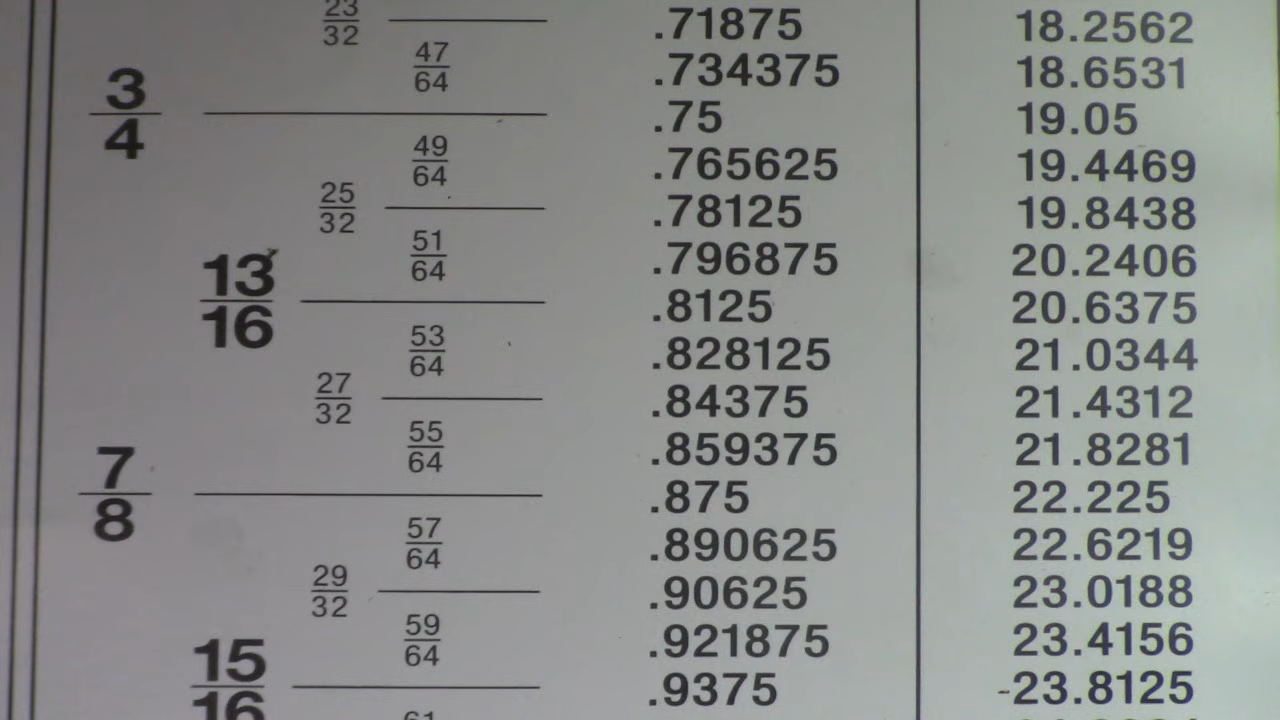 23/32 .71875 18.2562
47/64 .734375 18.6531
3/4 .75 19.05
49/64 .765625 19.4469
25/32 .78125 19.8438
51/64 .796875 20.2406
13/16 .8125 20.6375
53/64 .828125 21.0344
27/32 .84375 21.4312
55/64 .859375 21.8281
7/8 .875 22.225
57/64 .890625 22.6219
29/32 .90625 23.0188
59/64 .921875 23.4156
15/16 .9375 23.8125
61